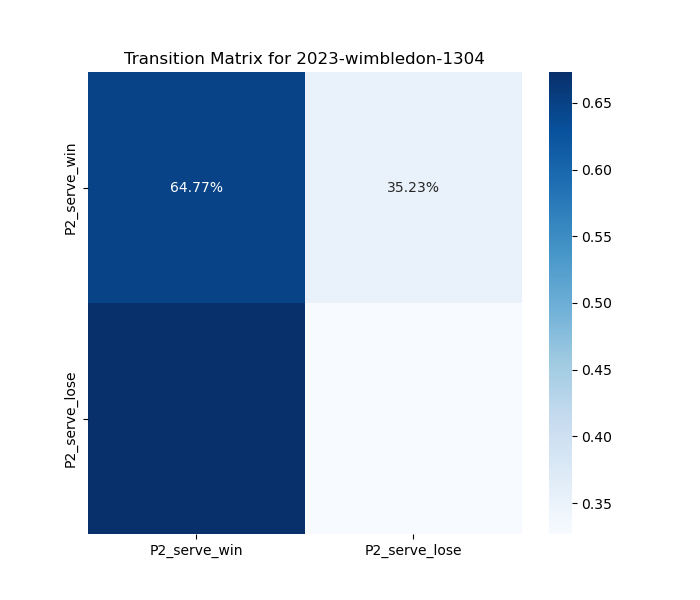 Transition Matrix for 2023-wimbledon-1304
P2_serve_win
64.77%
35.23%
P2_serve_lose
P2_serve_win
P2_serve_lose
0.65
0.60
0.55
0.50
0.45
0.40
0.35